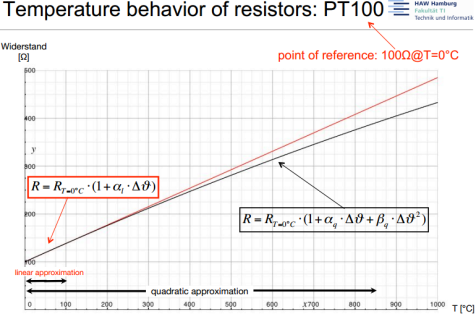 Temperature behavior of resistors: PT100
HAW Hamburg
Fakultät TI
Technik und Informatik
Widerstand
[Ω]
point of reference: 100Ω@T=0°C
500
400
y
300
R = R_{T=0°C} · (1 + α_l · Δϑ)
200
R = R_{T=0°C} · (1 + α_q · Δϑ + β_q · Δϑ²)
100
linear approximation
quadratic approximation
0 100 200 300 400 500 600 x 700 800 900 1000 T [°C]